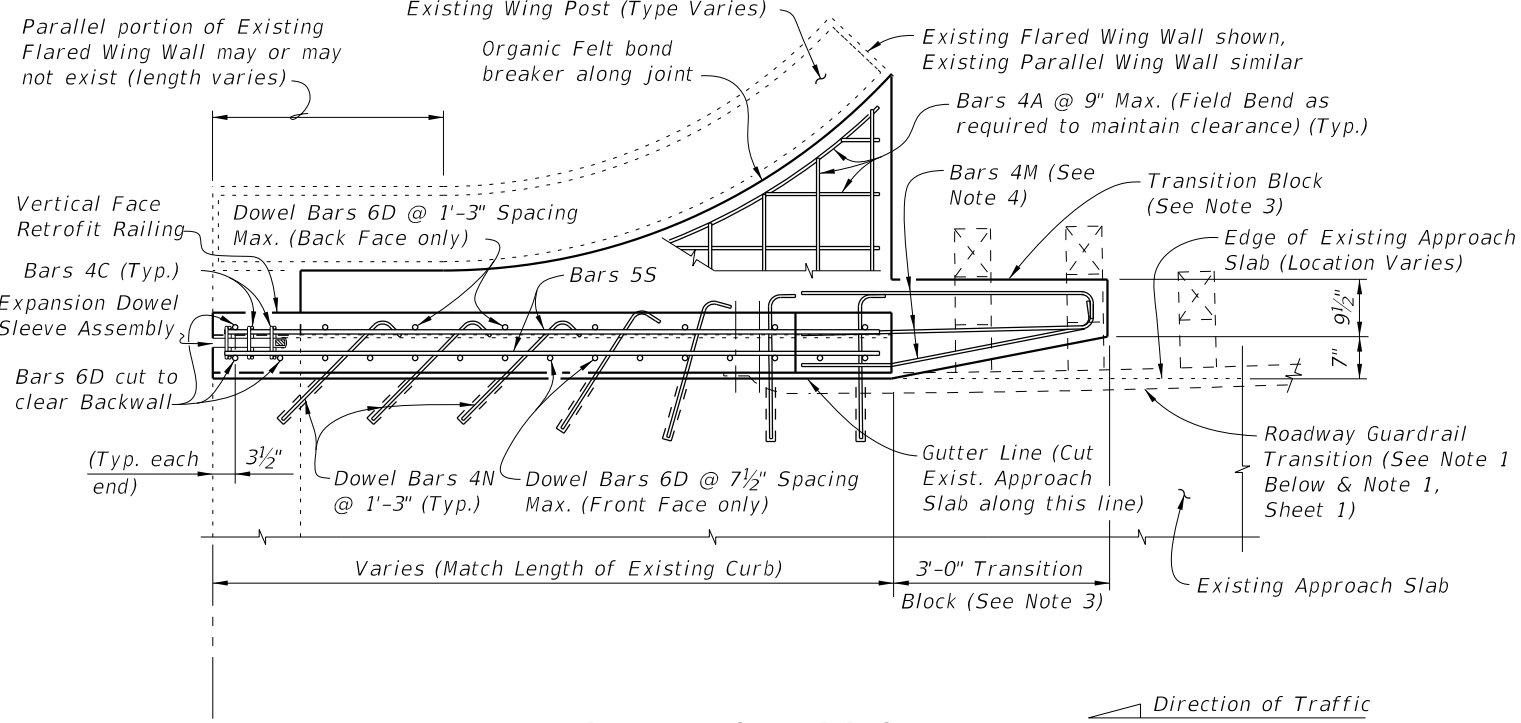 Existing Wing Post (Type Varies)
Parallel portion of Existing
Flared Wing Wall may or may
not exist (length varies)
Organic Felt bond
breaker along joint
Existing Flared Wing Wall shown,
Existing Parallel Wing Wall similar
Bars 4A @ 9" Max. (Field Bend as
required to maintain clearance) (Typ.)
Bars 4M (See
Note 4)
Transition Block
(See Note 3)
Edge of Existing Approach
Slab (Location Varies)
Vertical Face
Retrofit Railing
Dowel Bars 6D @ 1'-3" Spacing
Max. (Back Face only)
Bars 4C (Typ.)
Bars 5S
Expansion Dowel
Sleeve Assembly
9½"
7"
Bars 6D cut to
clear Backwall
(Typ. each
end)
3½"
Dowel Bars 4N
@ 1'-3" (Typ.)
Dowel Bars 6D @ 7½" Spacing
Max. (Front Face only)
Gutter Line (Cut
Exist. Approach
Slab along this line)
Roadway Guardrail
Transition (See Note 1
Below & Note 1,
Sheet 1)
Varies (Match Length of Existing Curb)
3'-0" Transition
Block (See Note 3)
Existing Approach Slab
Direction of Traffic